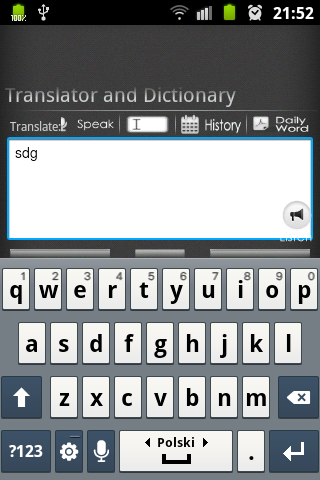 100% 21:52
Translator and Dictionary
Translate: Speak History Daily
Word
sdg
LISTEN
1 2 3 4 5 6 7 8 9 0
q w e r t y u i o p
a s d f g h j k l
z x c v b n m
?123 Polski .